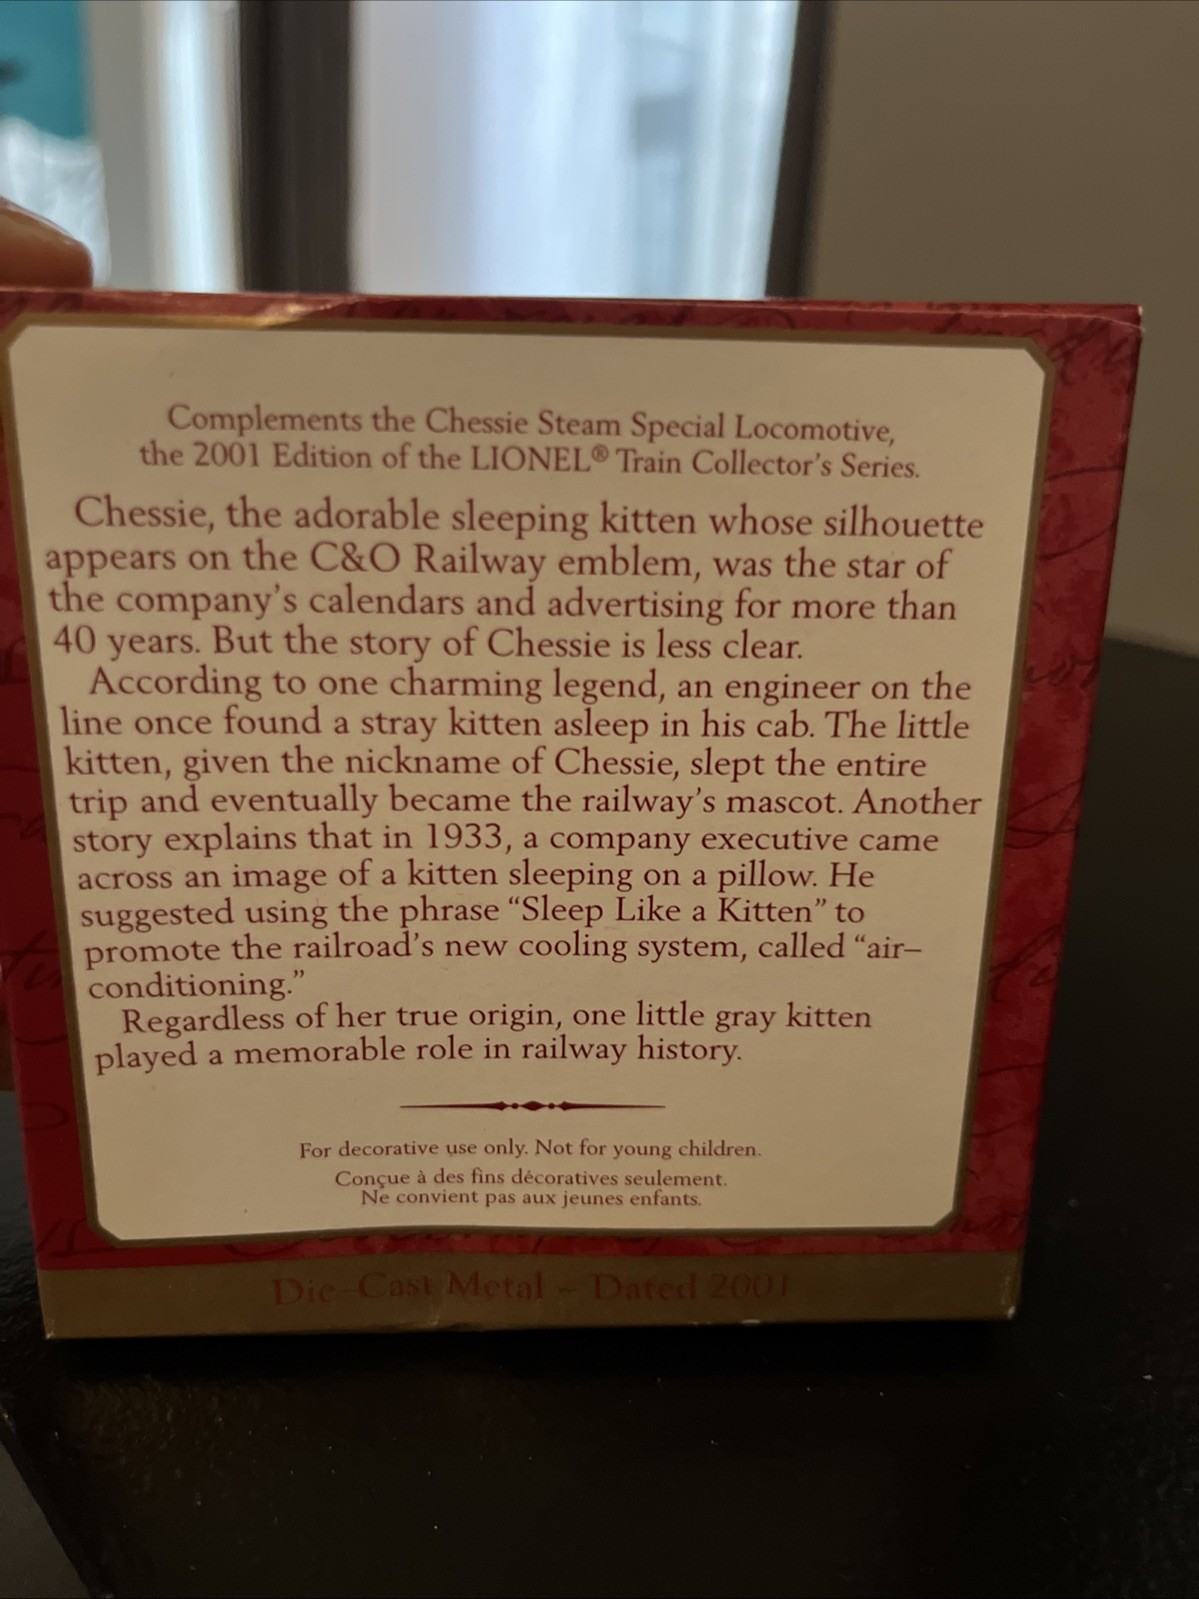 Complements the Chessie Steam Special Locomotive,
the 2001 Edition of the LIONEL® Train Collector's Series.
Chessie, the adorable sleeping kitten whose silhouette
appears on the C&O Railway emblem, was the star of
the company's calendars and advertising for more than
40 years. But the story of Chessie is less clear.
According to one charming legend, an engineer on the
line once found a stray kitten asleep in his cab. The little
kitten, given the nickname of Chessie, slept the entire
trip and eventually became the railway's mascot. Another
story explains that in 1933, a company executive came
across an image of a kitten sleeping on a pillow. He
suggested using the phrase “Sleep Like a Kitten” to
promote the railroad's new cooling system, called “air–
conditioning.”
Regardless of her true origin, one little gray kitten
played a memorable role in railway history.
For decorative use only. Not for young children.
Conçue à des fins décoratives seulement.
Ne convient pas aux jeunes enfants.
Die-Cast Metal – Dated 2001